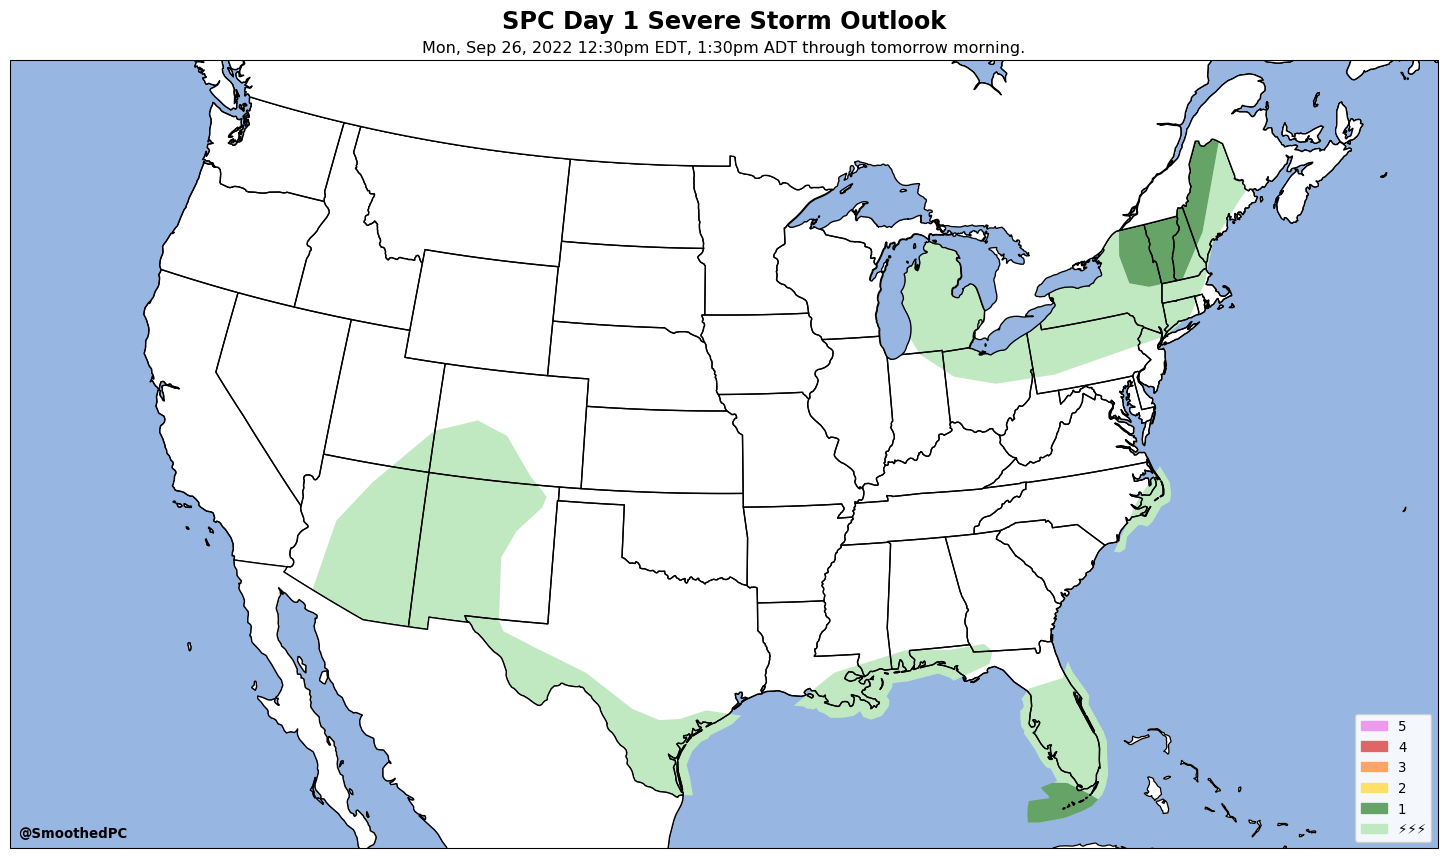 SPC Day 1 Severe Storm Outlook
Mon, Sep 26, 2022 12:30pm EDT, 1:30pm ADT through tomorrow morning.
5
4
3
2
1
⚡⚡⚡
@SmoothedPC